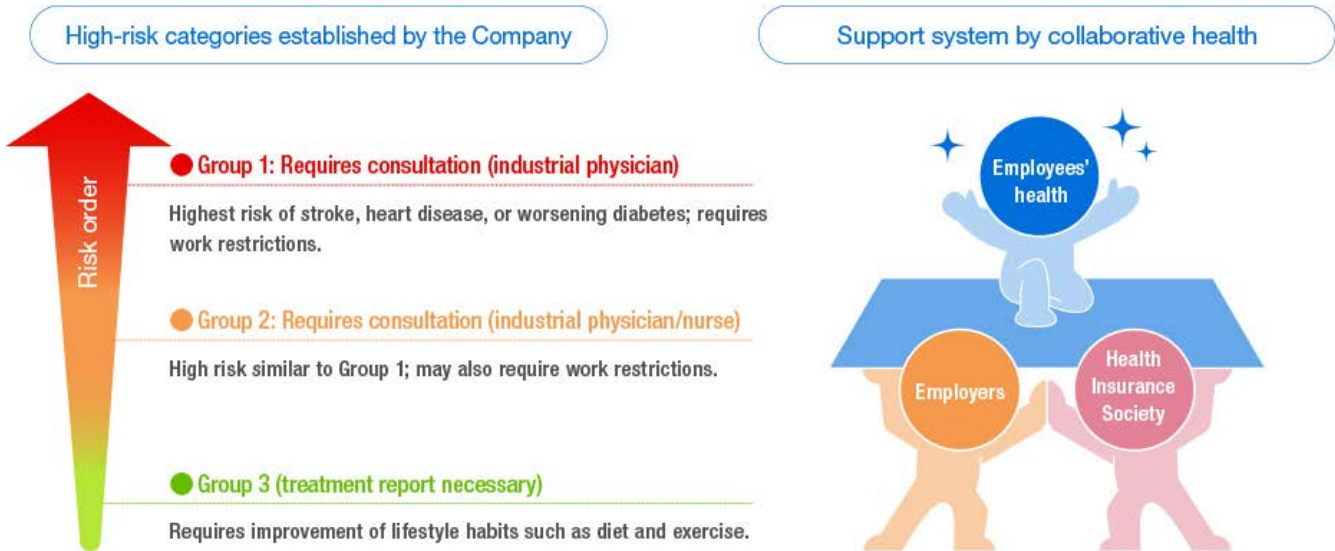 High-risk categories established by the Company
Risk order
Group 1: Requires consultation (industrial physician)
Highest risk of stroke, heart disease, or worsening diabetes; requires
work restrictions.
Group 2: Requires consultation (industrial physician/nurse)
High risk similar to Group 1; may also require work restrictions.
Group 3 (treatment report necessary)
Requires improvement of lifestyle habits such as diet and exercise.
Support system by collaborative health
Employees’
health
Employers
Health
Insurance
Society